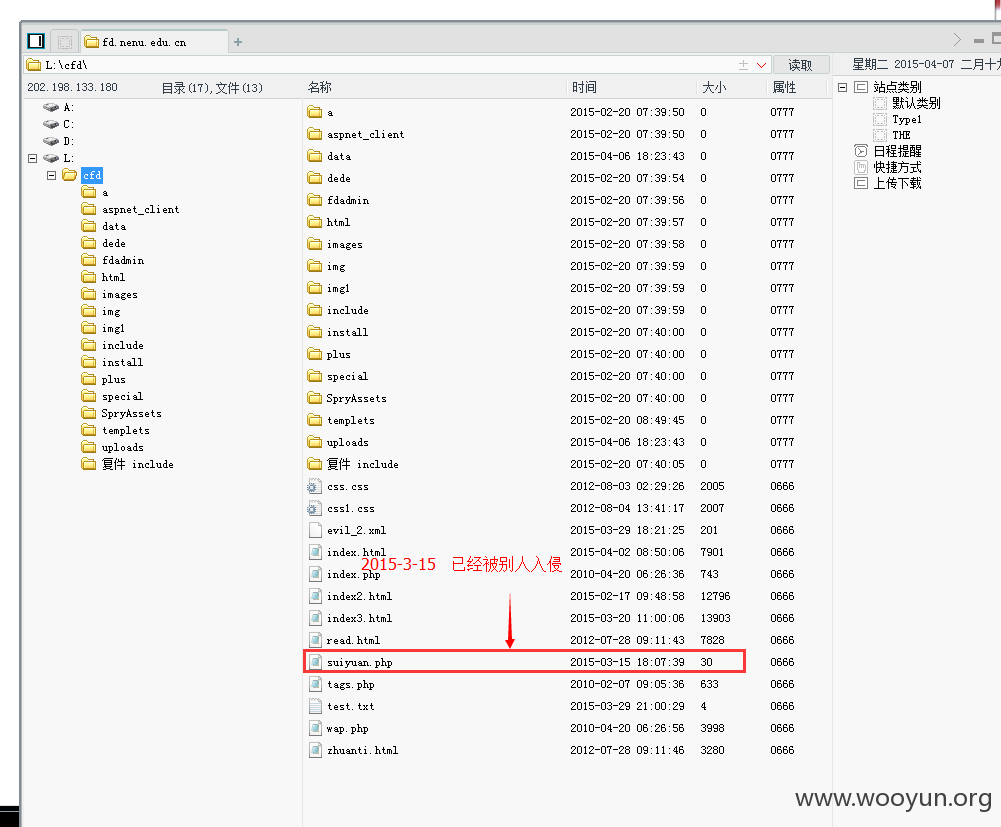 fd.nenu.edu.cn
L:\cfd\ 读取 星期二 2015-04-07 二月十九
202.198.133.180 目录(17),文件(13) 名称 时间 大小 属性
A:
C:
D:
L:
cfd
a
aspnet_client
data
dede
fdadmin
html
images
img
img1
include
install
plus
special
SpryAssets
templets
uploads
复件 include
a 2015-02-20 07:39:50 0 0777
aspnet_client 2015-02-20 07:39:50 0 0777
data 2015-04-06 18:23:43 0 0777
dede 2015-02-20 07:39:54 0 0777
fdadmin 2015-02-20 07:39:56 0 0777
html 2015-02-20 07:39:57 0 0777
images 2015-02-20 07:39:58 0 0777
img 2015-02-20 07:39:59 0 0777
img1 2015-02-20 07:39:59 0 0777
include 2015-02-20 07:39:59 0 0777
install 2015-02-20 07:40:00 0 0777
plus 2015-02-20 07:40:00 0 0777
special 2015-02-20 07:40:00 0 0777
SpryAssets 2015-02-20 07:40:00 0 0777
templets 2015-02-20 08:49:45 0 0777
uploads 2015-04-06 18:23:43 0 0777
复件 include 2015-02-20 07:40:05 0 0777
css.css 2012-08-03 02:29:26 2005 0666
css1.css 2012-08-04 13:41:17 2007 0666
evil_2.xml 2015-03-29 18:21:25 201 0666
index.html 2015-04-02 08:50:06 7901 0666
2015-3-15 已经被别人入侵
index.php 2010-04-20 06:26:36 743 0666
index2.html 2015-02-17 09:48:58 12796 0666
index3.html 2015-03-20 11:00:06 13903 0666
read.html 2012-07-28 09:11:43 7828 0666
suiyuan.php 2015-03-15 18:07:39 30 0666
tags.php 2010-02-07 09:05:36 633 0666
test.txt 2015-03-29 21:00:29 4 0666
wap.php 2010-04-20 06:26:56 3998 0666
zhuanti.html 2012-07-28 09:11:46 3280 0666
站点类别
默认类别
Type1
THE
日程提醒
快捷方式
上传下载
www.wooyun.org